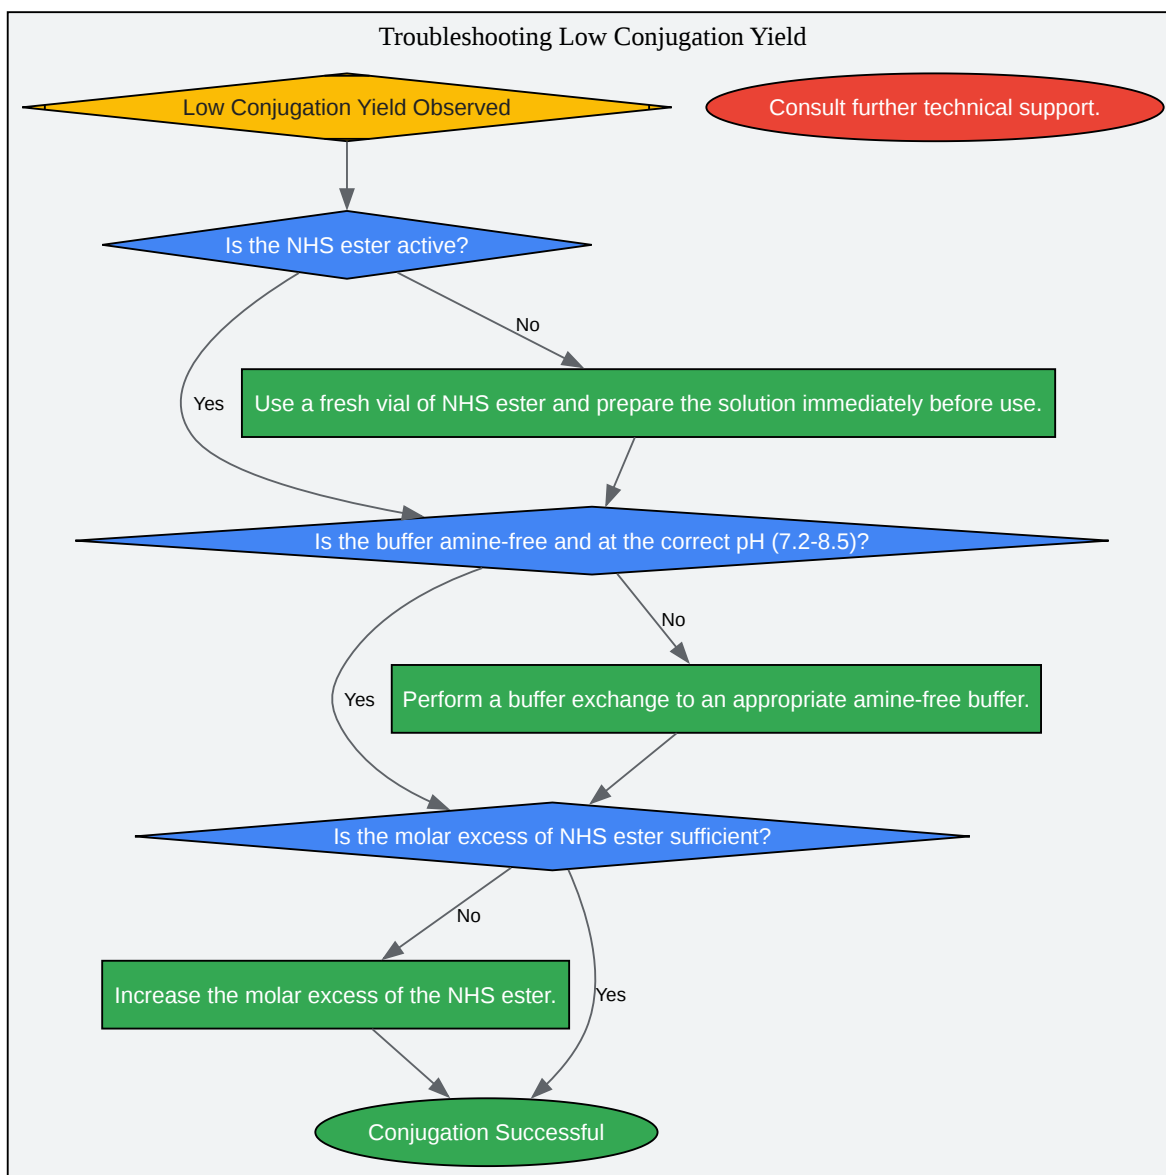 Troubleshooting Low Conjugation Yield
Low Conjugation Yield Observed
Consult further technical support.
Is the NHS ester active?
No
Yes
Use a fresh vial of NHS ester and prepare the solution immediately before use.
Is the buffer amine-free and at the correct pH (7.2-8.5)?
No
Yes
Perform a buffer exchange to an appropriate amine-free buffer.
Is the molar excess of NHS ester sufficient?
No
Increase the molar excess of the NHS ester.
Yes
Conjugation Successful